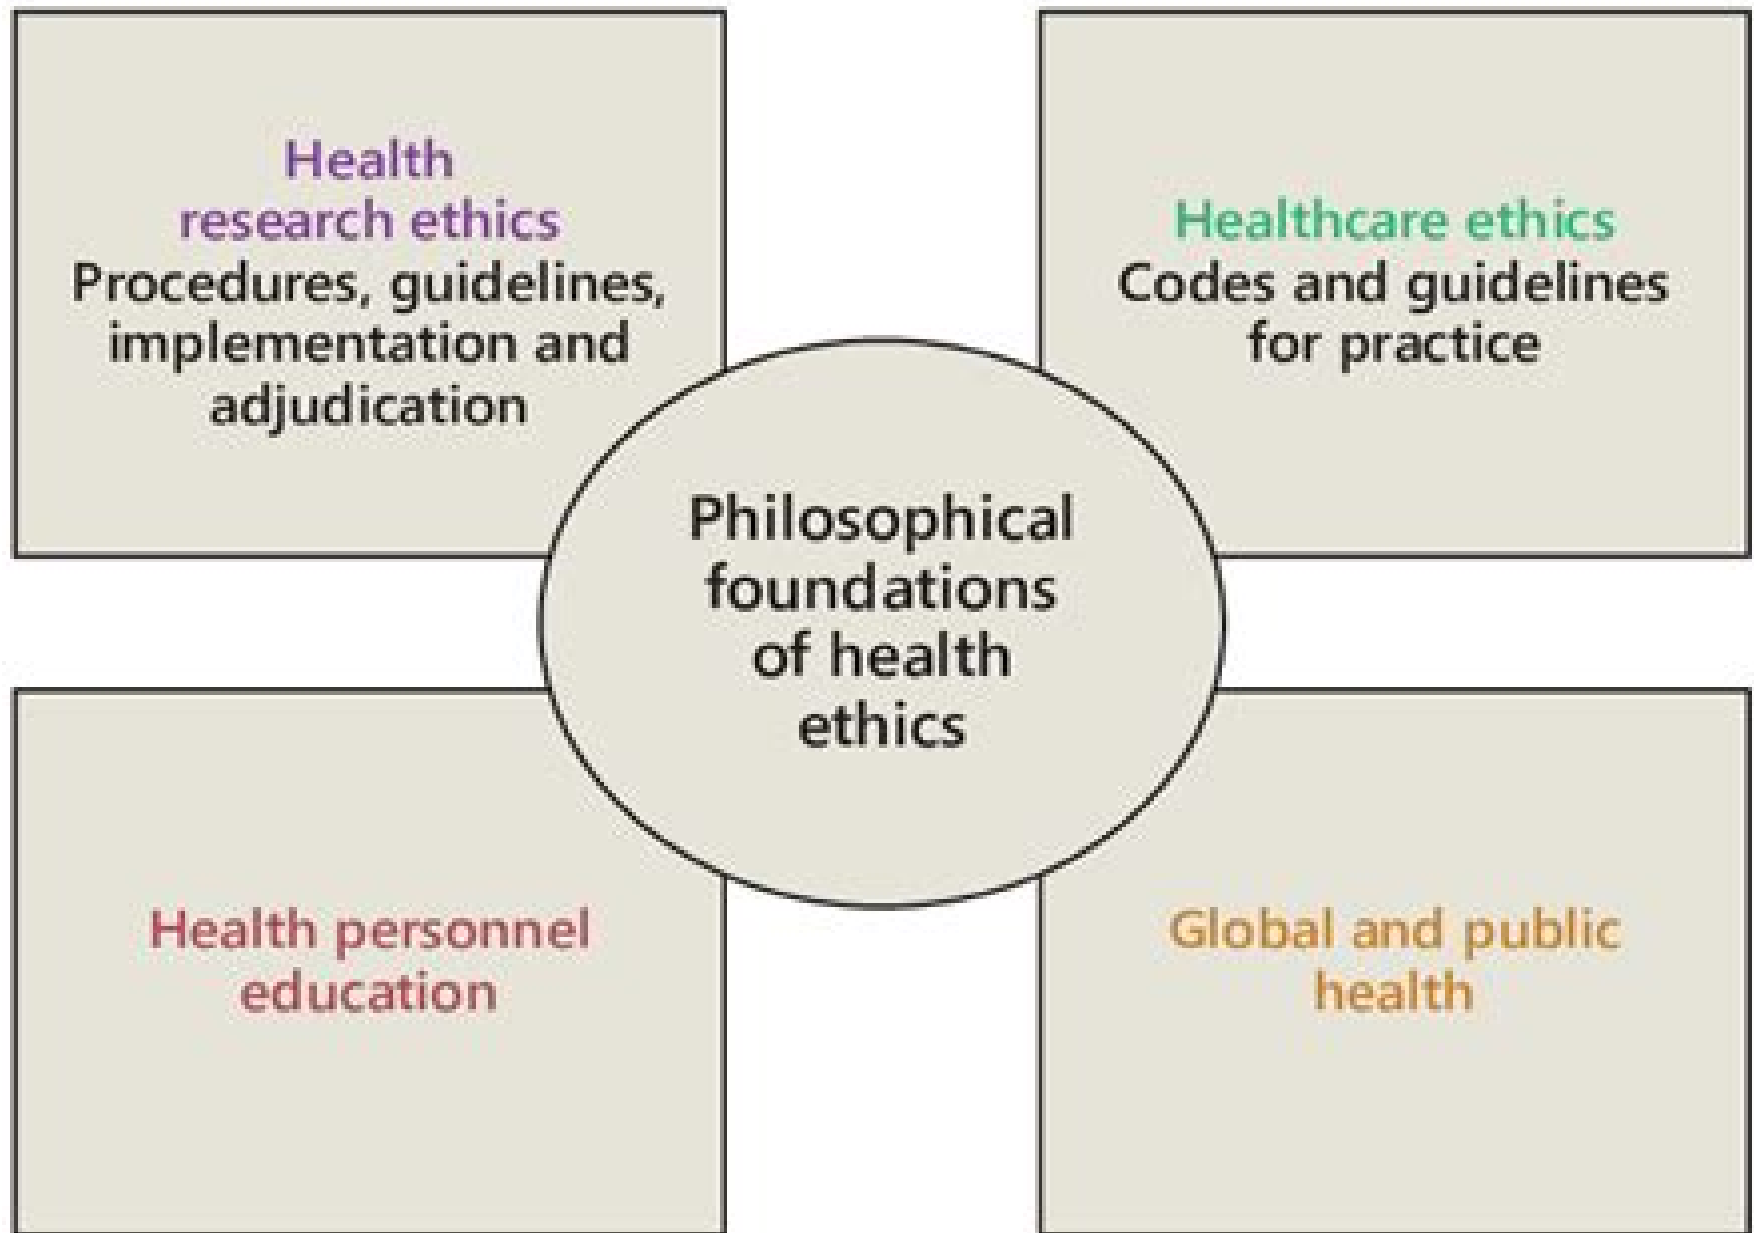 Health
research ethics
Procedures, guidelines,
implementation and
adjudication
Healthcare ethics
Codes and guidelines
for practice
Philosophical
foundations
of health
ethics
Health personnel
education
Global and public
health